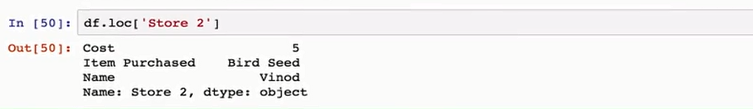 In [50]: df.loc['Store 2']
Out[50]: Cost 5
Item Purchased Bird Seed
Name Vinod
Name: Store 2, dtype: object